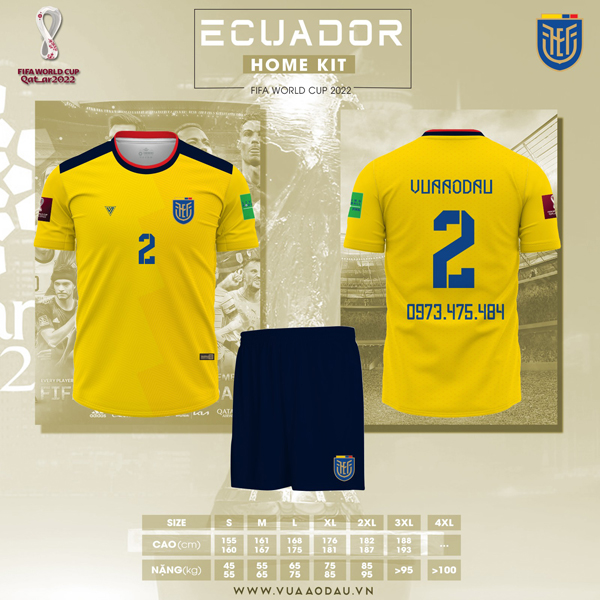 ECUADOR
HOME KIT
FIFA WORLD CUP 2022
FIFA WORLD CUP
Qat_ar2022
2
VUAAODAU
2
0973.475.484
SIZE S M L XL 2XL 3XL 4XL
CAO(cm) 155 160 161 167 168 175 176 181 182 187 188 193 ...
NẶNG(kg) 45 55 55 65 65 75 75 85 85 95 >95 >100
WWW.VUAAODAU.VN